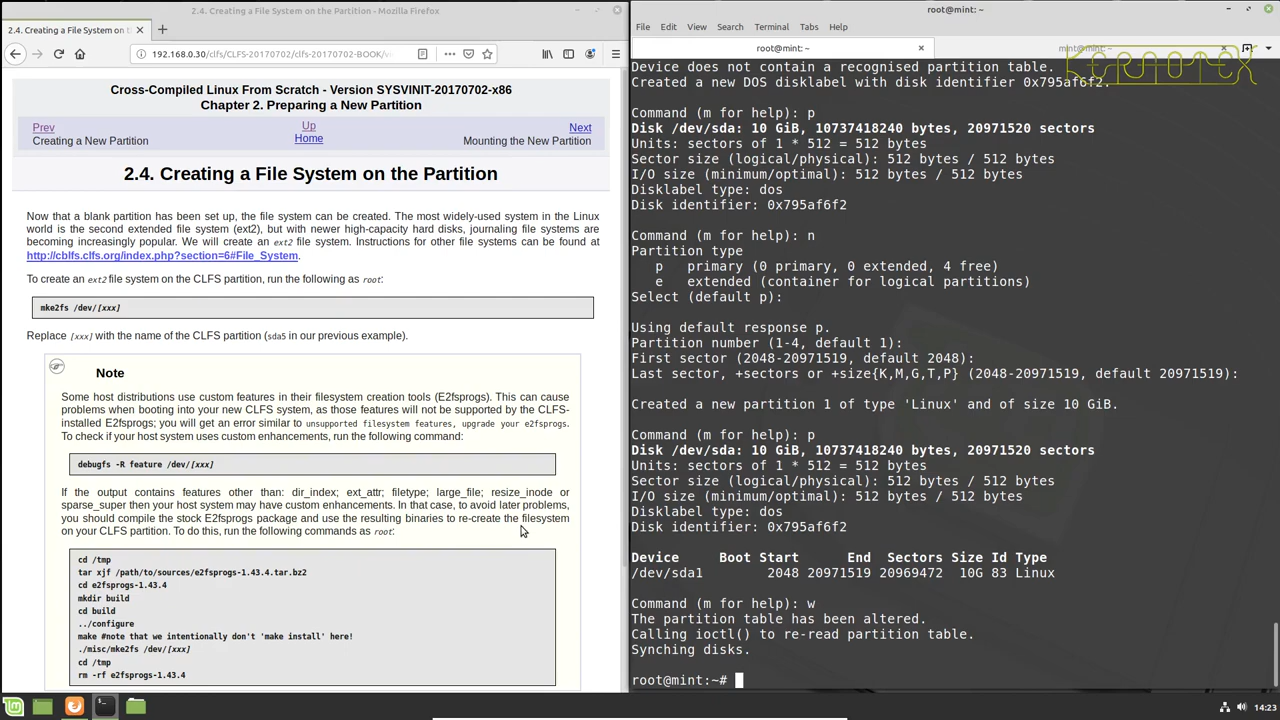 2.4. Creating a File System on the Partition - Mozilla Firefox
2.4. Creating a File System on t
192.168.0.30/clfs/CLFS-20170702/clfs-20170702-BOOK/
Cross-Compiled Linux From Scratch - Version SYSVINIT-20170702-x86
Chapter 2. Preparing a New Partition
Prev
Up
Next
Creating a New Partition
Home
Mounting the New Partition
2.4. Creating a File System on the Partition
Now that a blank partition has been set up, the file system can be created. The most widely-used system in the Linux
world is the second extended file system (ext2), but with newer high-capacity hard disks, journaling file systems are
becoming increasingly popular. We will create an ext2 file system. Instructions for other file systems can be found at
http://cblfs.clfs.org/index.php?section=6#File_System.
To create an ext2 file system on the CLFS partition, run the following as root:
mke2fs /dev/[xxx]
Replace [xxx] with the name of the CLFS partition (sda5 in our previous example).
Note
Some host distributions use custom features in their filesystem creation tools (E2fsprogs). This can cause
problems when booting into your new CLFS system, as those features will not be supported by the CLFS-
installed E2fsprogs; you will get an error similar to unsupported filesystem features, upgrade your e2fsprogs.
To check if your host system uses custom enhancements, run the following command:
debugfs -R feature /dev/[xxx]
If the output contains features other than: dir_index; ext_attr; filetype; large_file; resize_inode or
sparse_super then your host system may have custom enhancements. In that case, to avoid later problems,
you should compile the stock E2fsprogs package and use the resulting binaries to re-create the filesystem
on your CLFS partition. To do this, run the following commands as root:
cd /tmp
tar xjf /path/to/sources/e2fsprogs-1.43.4.tar.bz2
cd e2fsprogs-1.43.4
mkdir build
cd build
../configure
make #note that we intentionally don't 'make install' here!
./misc/mke2fs /dev/[xxx]
cd /tmp
rm -rf e2fsprogs-1.43.4
root@mint: ~
File Edit View Search Terminal Tabs Help
root@mint: ~
root@mint: ~
KERNOTEX
Device does not contain a recognised partition table.
Created a new DOS disklabel with disk identifier 0x795af6f2.
Command (m for help): p
Disk /dev/sda: 10 GiB, 10737418240 bytes, 20971520 sectors
Units: sectors of 1 * 512 = 512 bytes
Sector size (logical/physical): 512 bytes / 512 bytes
I/O size (minimum/optimal): 512 bytes / 512 bytes
Disklabel type: dos
Disk identifier: 0x795af6f2
Command (m for help): n
Partition type
p primary (0 primary, 0 extended, 4 free)
e extended (container for logical partitions)
Select (default p):
Using default response p.
Partition number (1-4, default 1):
First sector (2048-20971519, default 2048):
Last sector, +sectors or +size{K,M,G,T,P} (2048-20971519, default 20971519):
Created a new partition 1 of type 'Linux' and of size 10 GiB.
Command (m for help): p
Disk /dev/sda: 10 GiB, 10737418240 bytes, 20971520 sectors
Units: sectors of 1 * 512 = 512 bytes
Sector size (logical/physical): 512 bytes / 512 bytes
I/O size (minimum/optimal): 512 bytes / 512 bytes
Disklabel type: dos
Disk identifier: 0x795af6f2
Device Boot Start End Sectors Size Id Type
/dev/sda1 2048 20971519 20969472 10G 83 Linux
Command (m for help): w
The partition table has been altered.
Calling ioctl() to re-read partition table.
Synching disks.
root@mint:~#
14:23